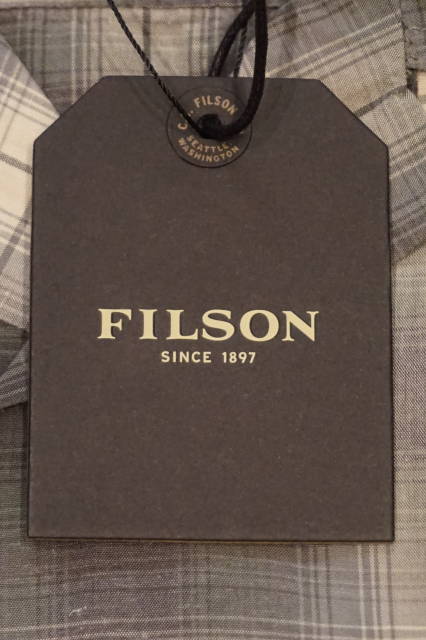 C. FILSON
SEATTLE
WASHINGTON
FILSON
SINCE 1897